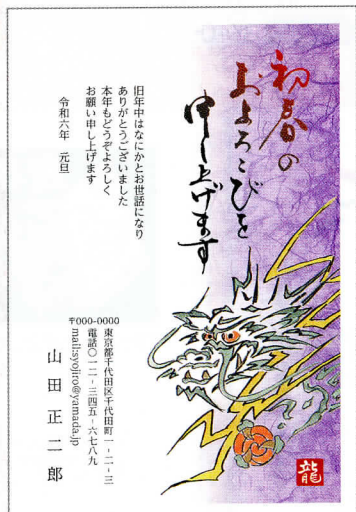 初春の
およろこびを
申し上げます
旧年中はなにかとお世話になり
ありがとうございました
本年もどうぞよろしく
お願い申し上げます
令和六年　元旦
〒000-0000
東京都千代田区千代田町一-二-三
電話〇一二-三四五-六七八九
mail:syojiro@yamada.jp
山田正二郎
龍